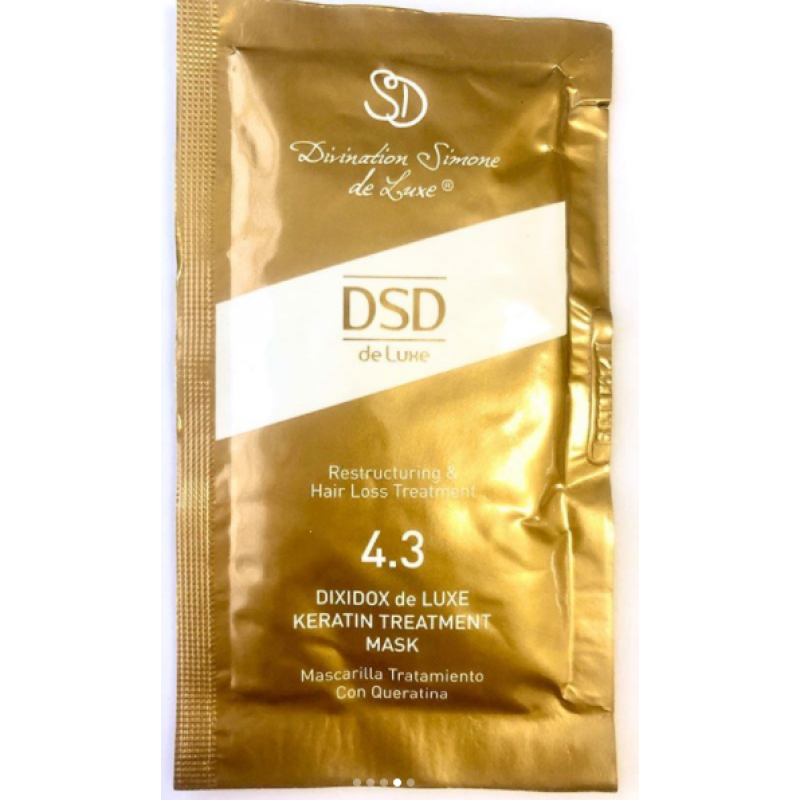 SD
Divination Simone
de Luxe®
DSD
de Luxe
Restructuring &
Hair Loss Treatment
4.3
DIXIDOX de LUXE
KERATIN TREATMENT
MASK
Mascarilla Tratamiento
Con Queratina